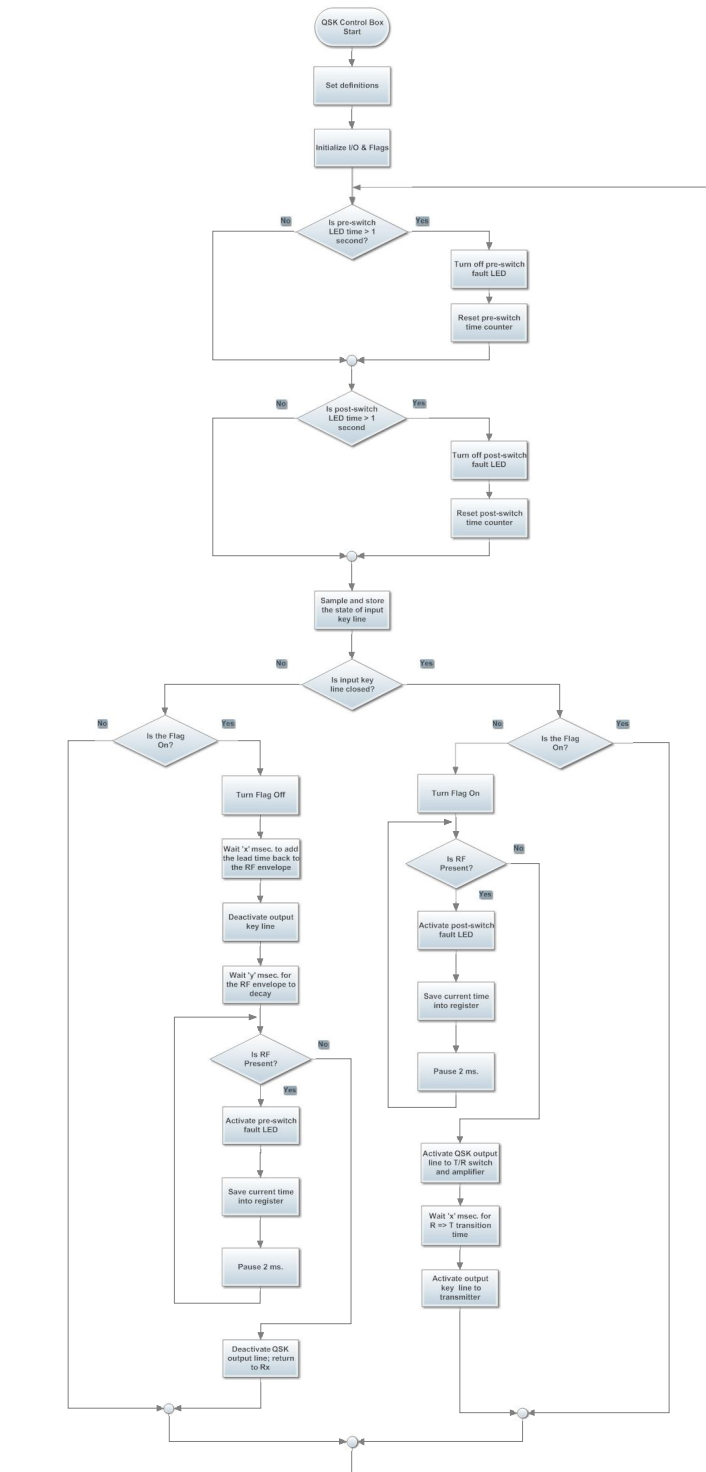 QSK Control Box
Start
Set definitions
Initialize I/O & Flags
No
Is pre-switch
LED time > 1
second?
Yes
Turn off pre-switch
fault LED
Reset pre-switch
time counter
No
Is post-switch
LED time > 1
second
Yes
Turn off post-switch
fault LED
Reset post-switch
time counter
Sample and store
the state of input
key line
No
Is input key
line closed?
Yes
No
Is the Flag
On?
Yes
Turn Flag Off
Wait 'x' msec. to add
the lead time back to
the RF envelope
Deactivate output
key line
Wait 'y' msec. for
the RF envelope to
decay
Is RF
Present?
No
Yes
Activate pre-switch
fault LED
Save current time
into register
Pause 2 ms.
Deactivate QSK
output line; return
to Rx
No
Is the Flag
On?
Yes
Turn Flag On
Is RF
Present?
No
Yes
Activate post-switch
fault LED
Save current time
into register
Pause 2 ms.
Activate QSK output
line to T/R switch
and amplifier
Wait 'x' msec. for
R => T transition
time
Activate output
key line to
transmitter